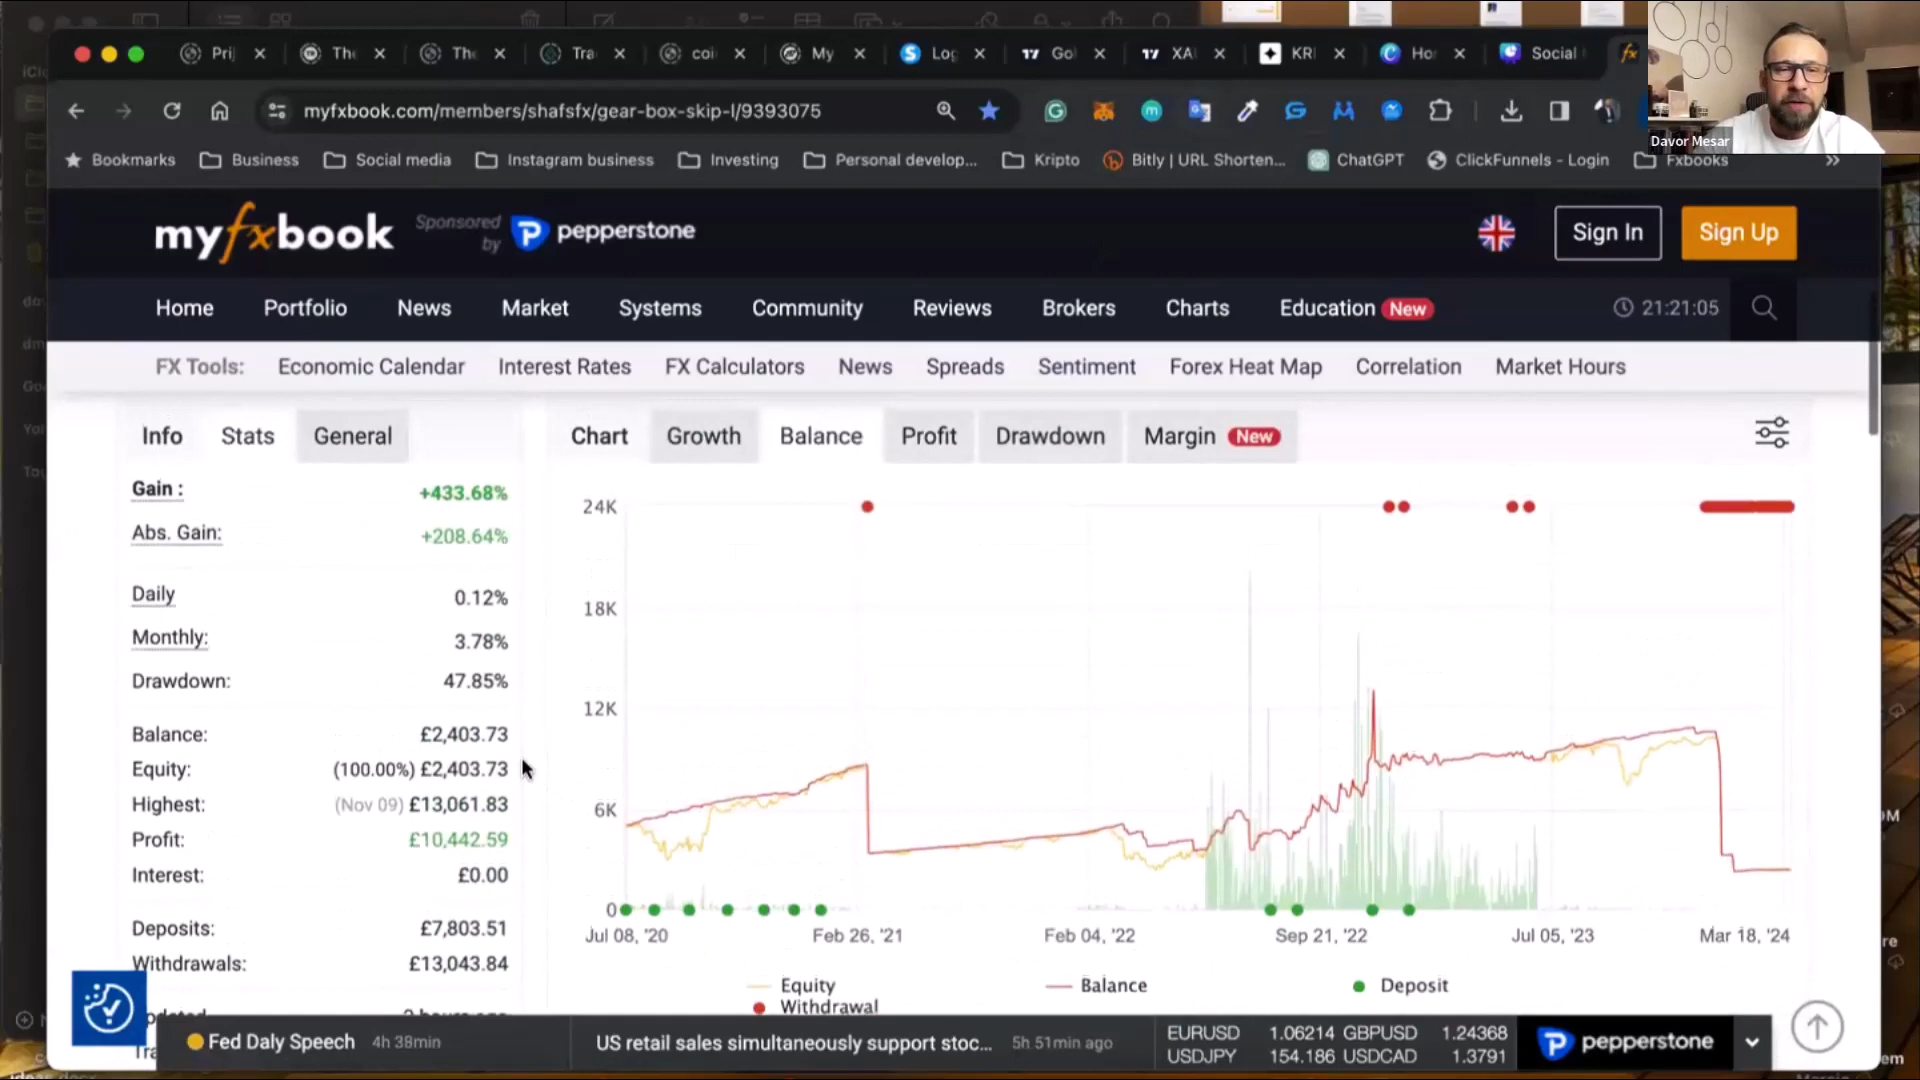 Pri
The
The
Tra
coi
My
Log
Go
XAU
KRI
Ho
Social
myfxbook.com/members/shafsfx/gear-box-skip-l/9393075
Davor Mesar
Bookmarks
Business
Social media
Instagram business
Investing
Personal develop...
Kripto
Bitly | URL Shorten...
ChatGPT
ClickFunnels - Login
Fxbooks
myfxbook
Sponsored by
pepperstone
Sign In
Sign Up
Home
Portfolio
News
Market
Systems
Community
Reviews
Brokers
Charts
Education New
21:21:05
FX Tools:
Economic Calendar
Interest Rates
FX Calculators
News
Spreads
Sentiment
Forex Heat Map
Correlation
Market Hours
Info
Stats
General
Gain : +433.68%
Abs. Gain: +208.64%
Daily 0.12%
Monthly: 3.78%
Drawdown: 47.85%
Balance: £2,403.73
Equity: (100.00%) £2,403.73
Highest: (Nov 09) £13,061.83
Profit: £10,442.59
Interest: £0.00
Deposits: £7,803.51
Withdrawals: £13,043.84
Chart
Growth
Balance
Profit
Drawdown
Margin New
24K
18K
12K
6K
0
Jul 08, '20
Feb 26, '21
Feb 04, '22
Sep 21, '22
Jul 05, '23
Mar 18, '24
Equity
Balance
Deposit
Withdrawal
Fed Daly Speech 4h 38min
US retail sales simultaneously support stoc... 5h 51min ago
EURUSD 1.06214 GBPUSD 1.24368
USDJPY 154.186 USDCAD 1.3791
pepperstone